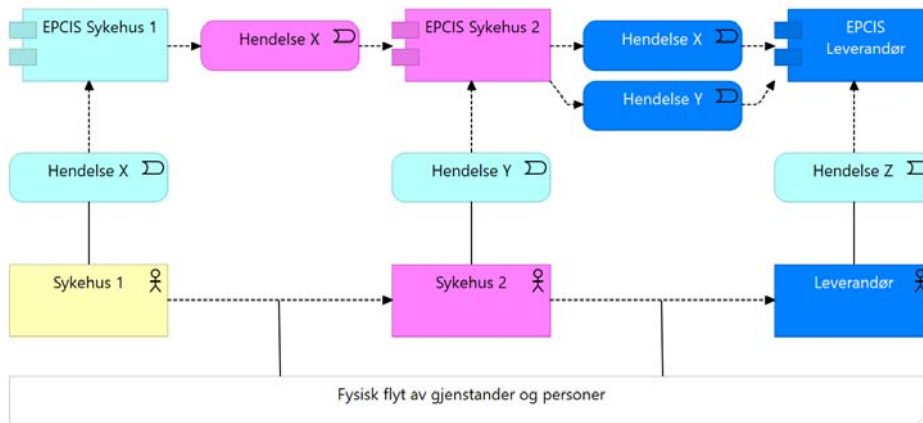 EPCIS Sykehus 1
Hendelse X
EPCIS Sykehus 2
Hendelse X
EPCIS
Leverandør
Hendelse Y
Hendelse X
Hendelse Y
Hendelse Z
Sykehus 1
Sykehus 2
Leverandør
Fysisk flyt av gjenstander og personer